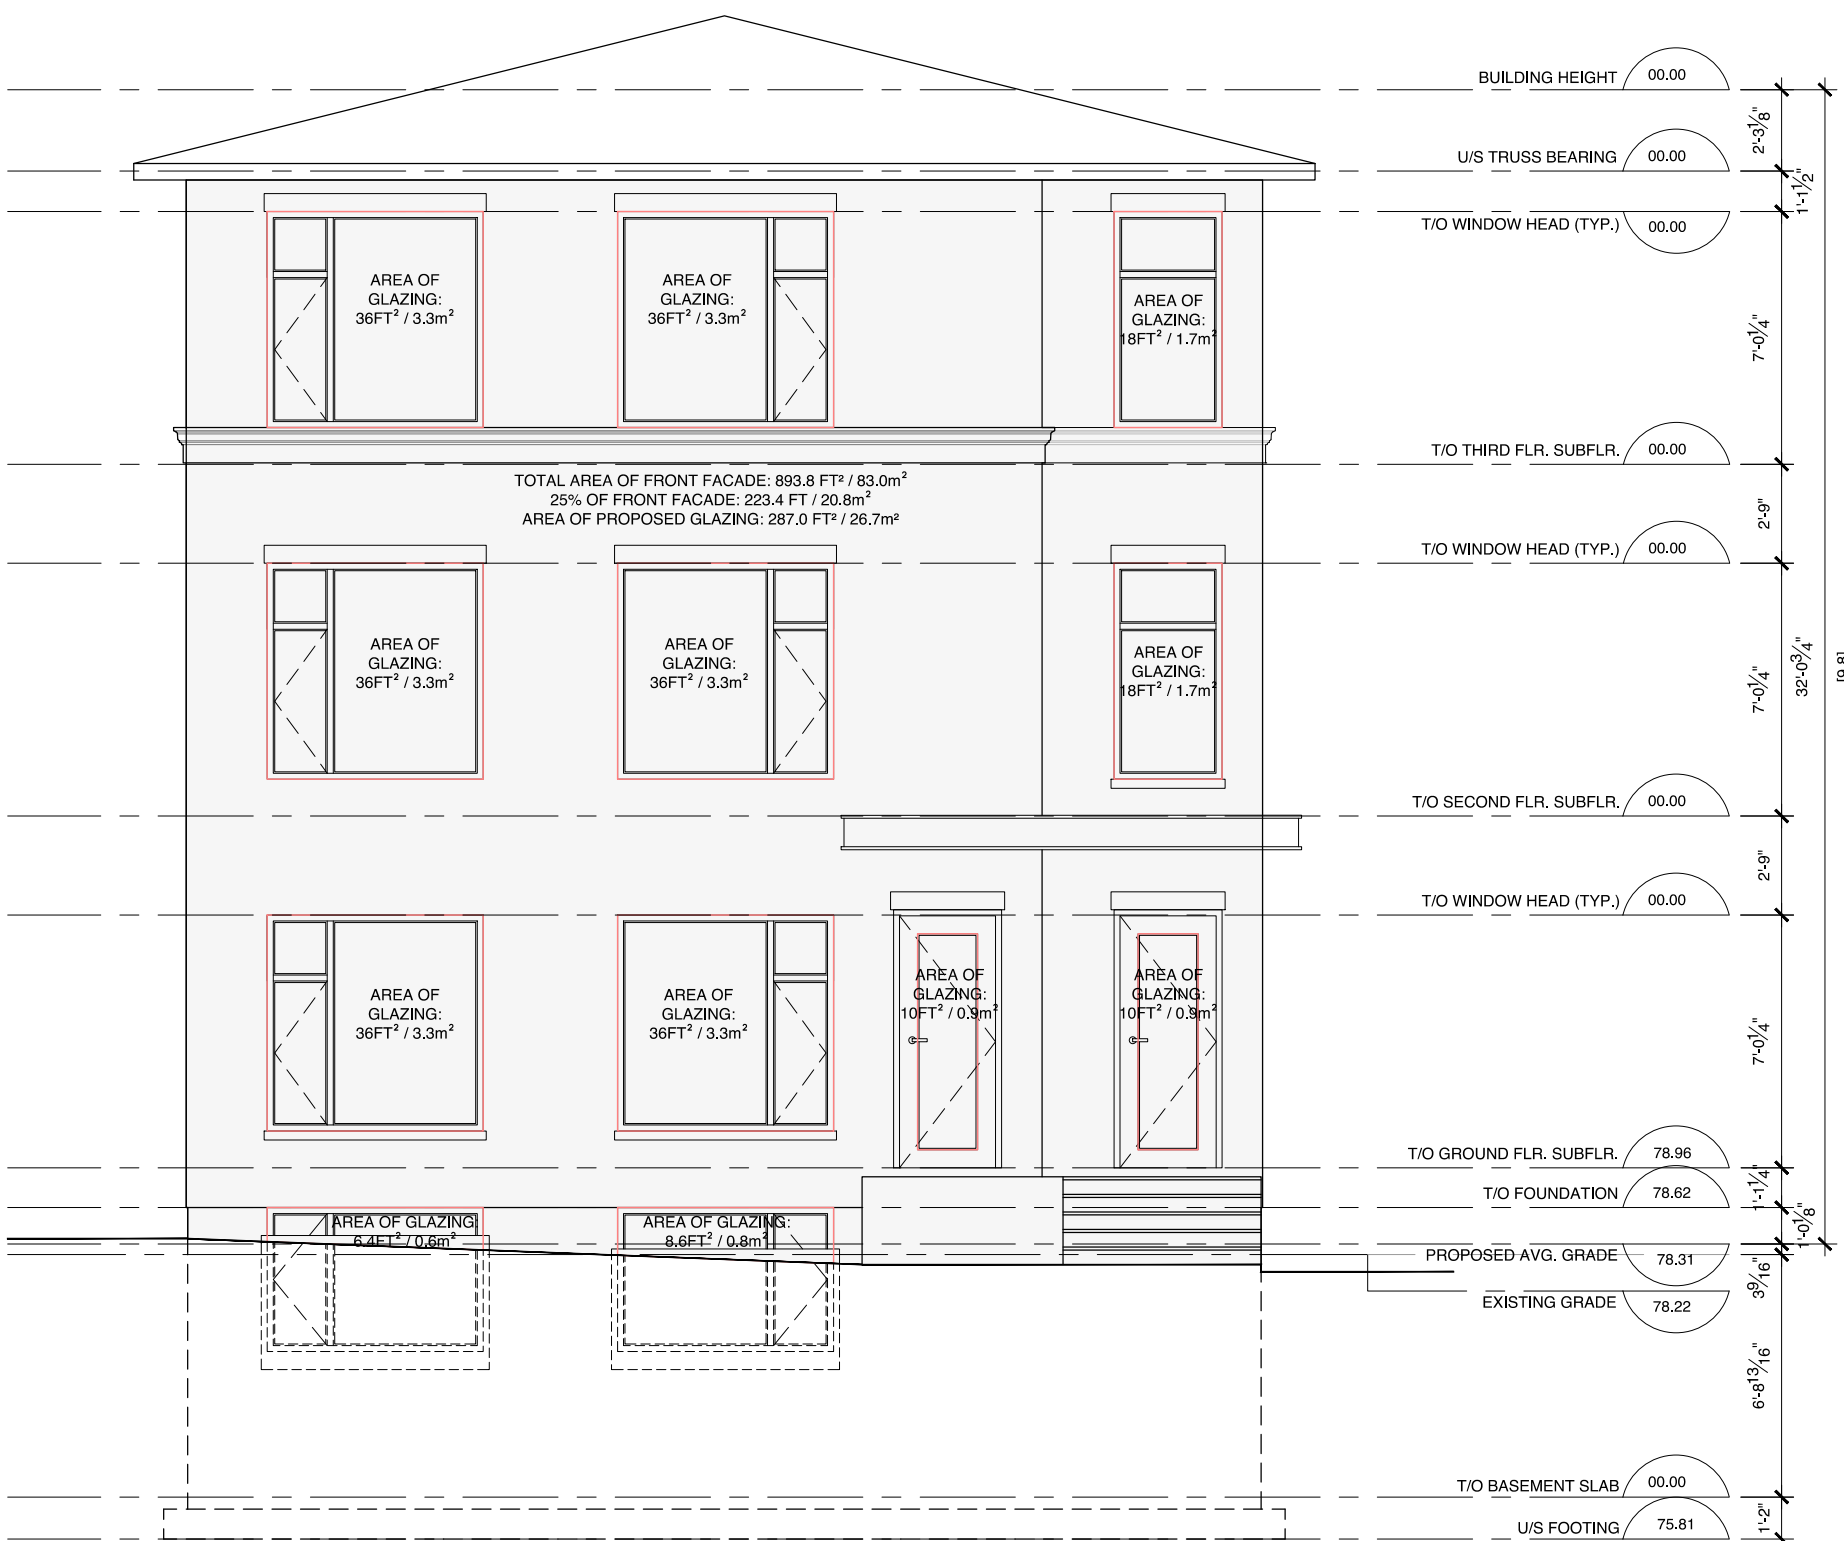 BUILDING HEIGHT 00.00
2'-3 1/8"
U/S TRUSS BEARING 00.00
1'-1 1/2"
T/O WINDOW HEAD (TYP.) 00.00
AREA OF
GLAZING:
36FT² / 3.3m²
AREA OF
GLAZING:
36FT² / 3.3m²
AREA OF
GLAZING:
18FT² / 1.7m²
7'-0 1/4"
T/O THIRD FLR. SUBFLR. 00.00
TOTAL AREA OF FRONT FACADE: 893.8 FT² / 83.0m²
25% OF FRONT FACADE: 223.4 FT / 20.8m²
AREA OF PROPOSED GLAZING: 287.0 FT² / 26.7m²
2'-9"
T/O WINDOW HEAD (TYP.) 00.00
AREA OF
GLAZING:
36FT² / 3.3m²
AREA OF
GLAZING:
36FT² / 3.3m²
AREA OF
GLAZING:
18FT² / 1.7m²
7'-0 1/4"
32'-0 3/4"
[9.8]
T/O SECOND FLR. SUBFLR. 00.00
2'-9"
T/O WINDOW HEAD (TYP.) 00.00
AREA OF
GLAZING:
36FT² / 3.3m²
AREA OF
GLAZING:
36FT² / 3.3m²
AREA OF
GLAZING:
10FT² / 0.9m²
AREA OF
GLAZING:
10FT² / 0.9m²
7'-0 1/4"
T/O GROUND FLR. SUBFLR. 78.96
1'-1 1/4"
T/O FOUNDATION 78.62
AREA OF GLAZING:
6.4FT² / 0.6m²
AREA OF GLAZING:
8.6FT² / 0.8m²
1'-0 1/8"
PROPOSED AVG. GRADE 78.31
3 9/16"
EXISTING GRADE 78.22
6'-8 13/16"
T/O BASEMENT SLAB 00.00
1'-2"
U/S FOOTING 75.81